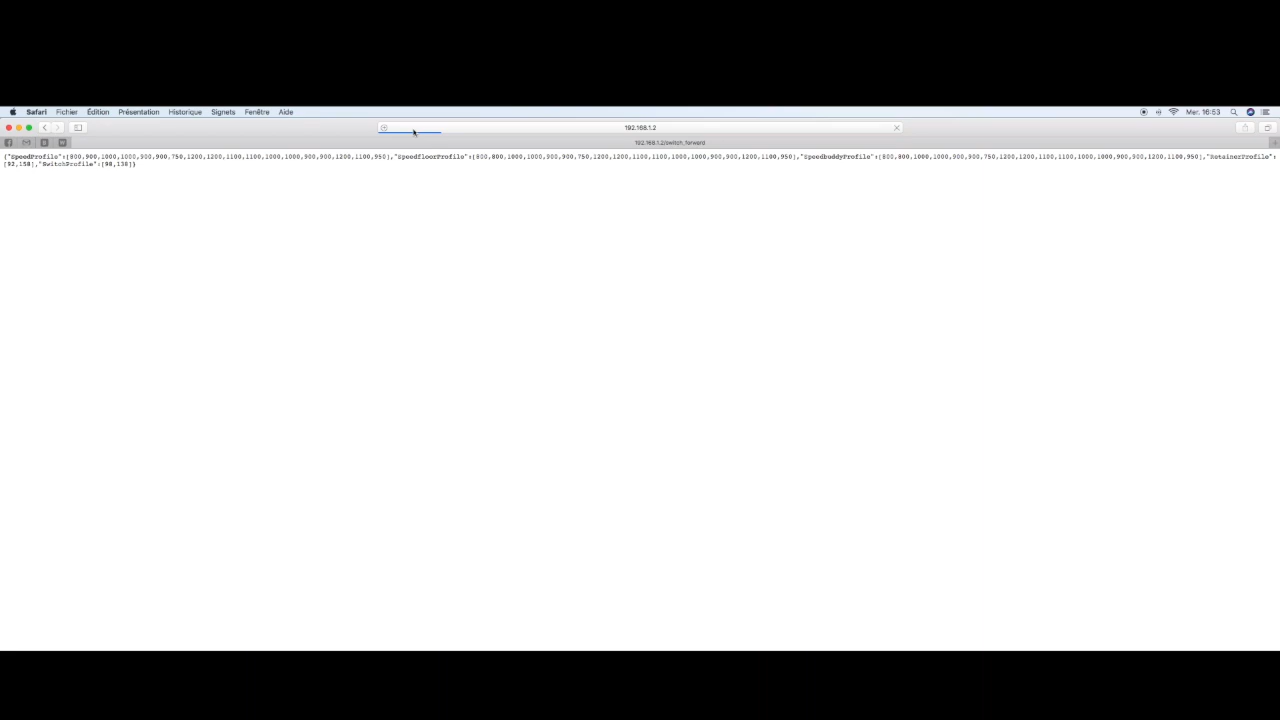 Safari Fichier Édition Présentation Historique Signets Fenêtre Aide Mer. 16:53
192.168.1.2
192.168.1.2/switch_forward
{"SpeedProfile":[800,900,1000,1000,900,900,750,1200,1200,1100,1100,1000,1000,900,900,1200,1100,950],"SpeedfloorProfile":[800,800,1000,1000,900,900,750,1200,1200,1100,1100,1000,1000,900,900,1200,1100,950],"SpeedbuddyProfile":[800,800,1000,1000,900,900,750,1200,1200,1100,1100,1000,1000,900,900,1200,1100,950],"RetainerProfile":
[92,158],"SwitchProfile":[98,138]}